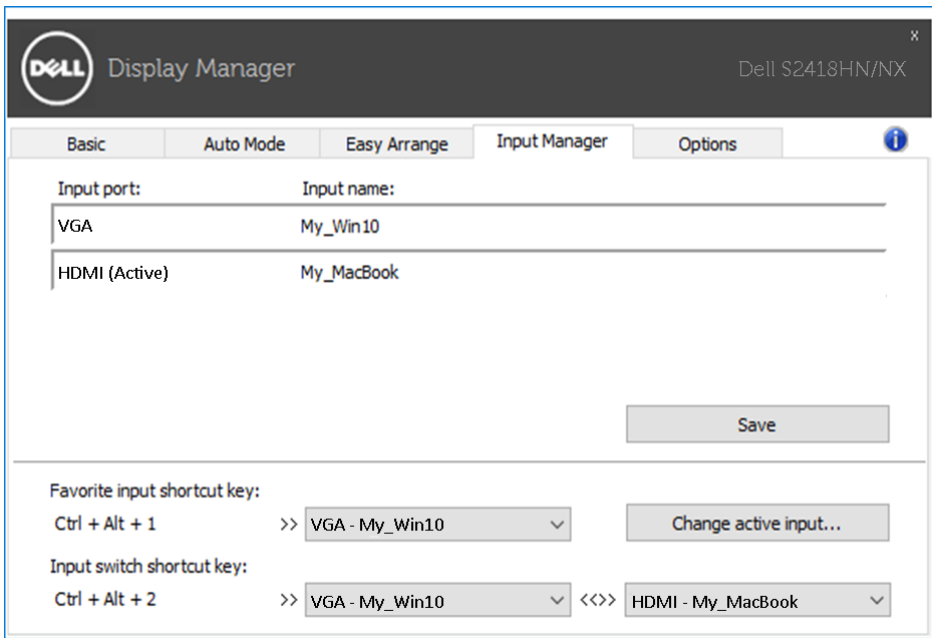 DELL Display Manager
x
Dell S2418HN/NX
Basic Auto Mode Easy Arrange Input Manager Options i
Input port: Input name:
VGA My_Win10
HDMI (Active) My_MacBook
Save
Favorite input shortcut key:
Ctrl + Alt + 1 >> VGA - My_Win10 Change active input...
Input switch shortcut key:
Ctrl + Alt + 2 >> VGA - My_Win10 <<>> HDMI - My_MacBook